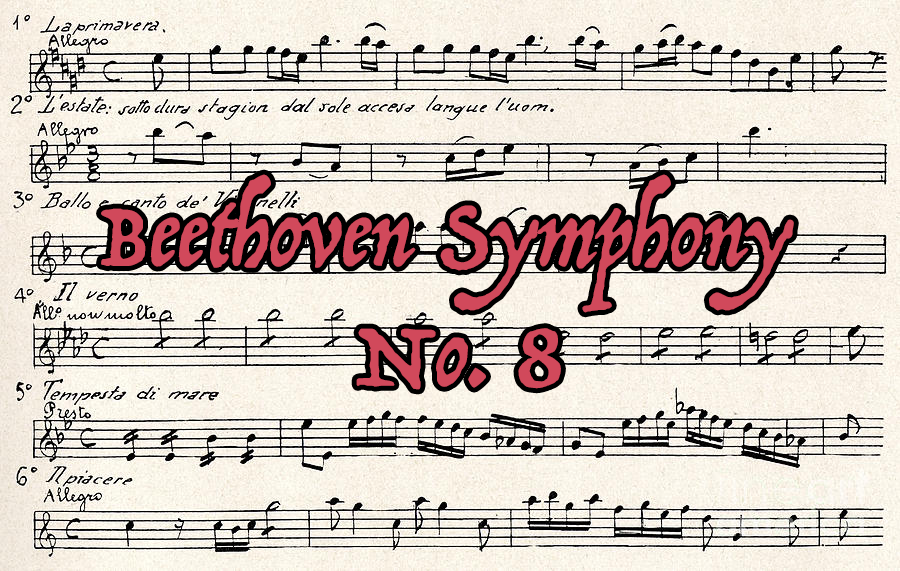 1° La primavera.
Allegro
2° L'estate: sotto dura stagion dal sole accesa langue l'uom.
Allegro
3
8
3° Ballo e canto de'
Beethoven Symphony
No. 8
4° Il verno
All.° non molto
5° Tempesta di mare
Presto
6° Il piacere
Allegro